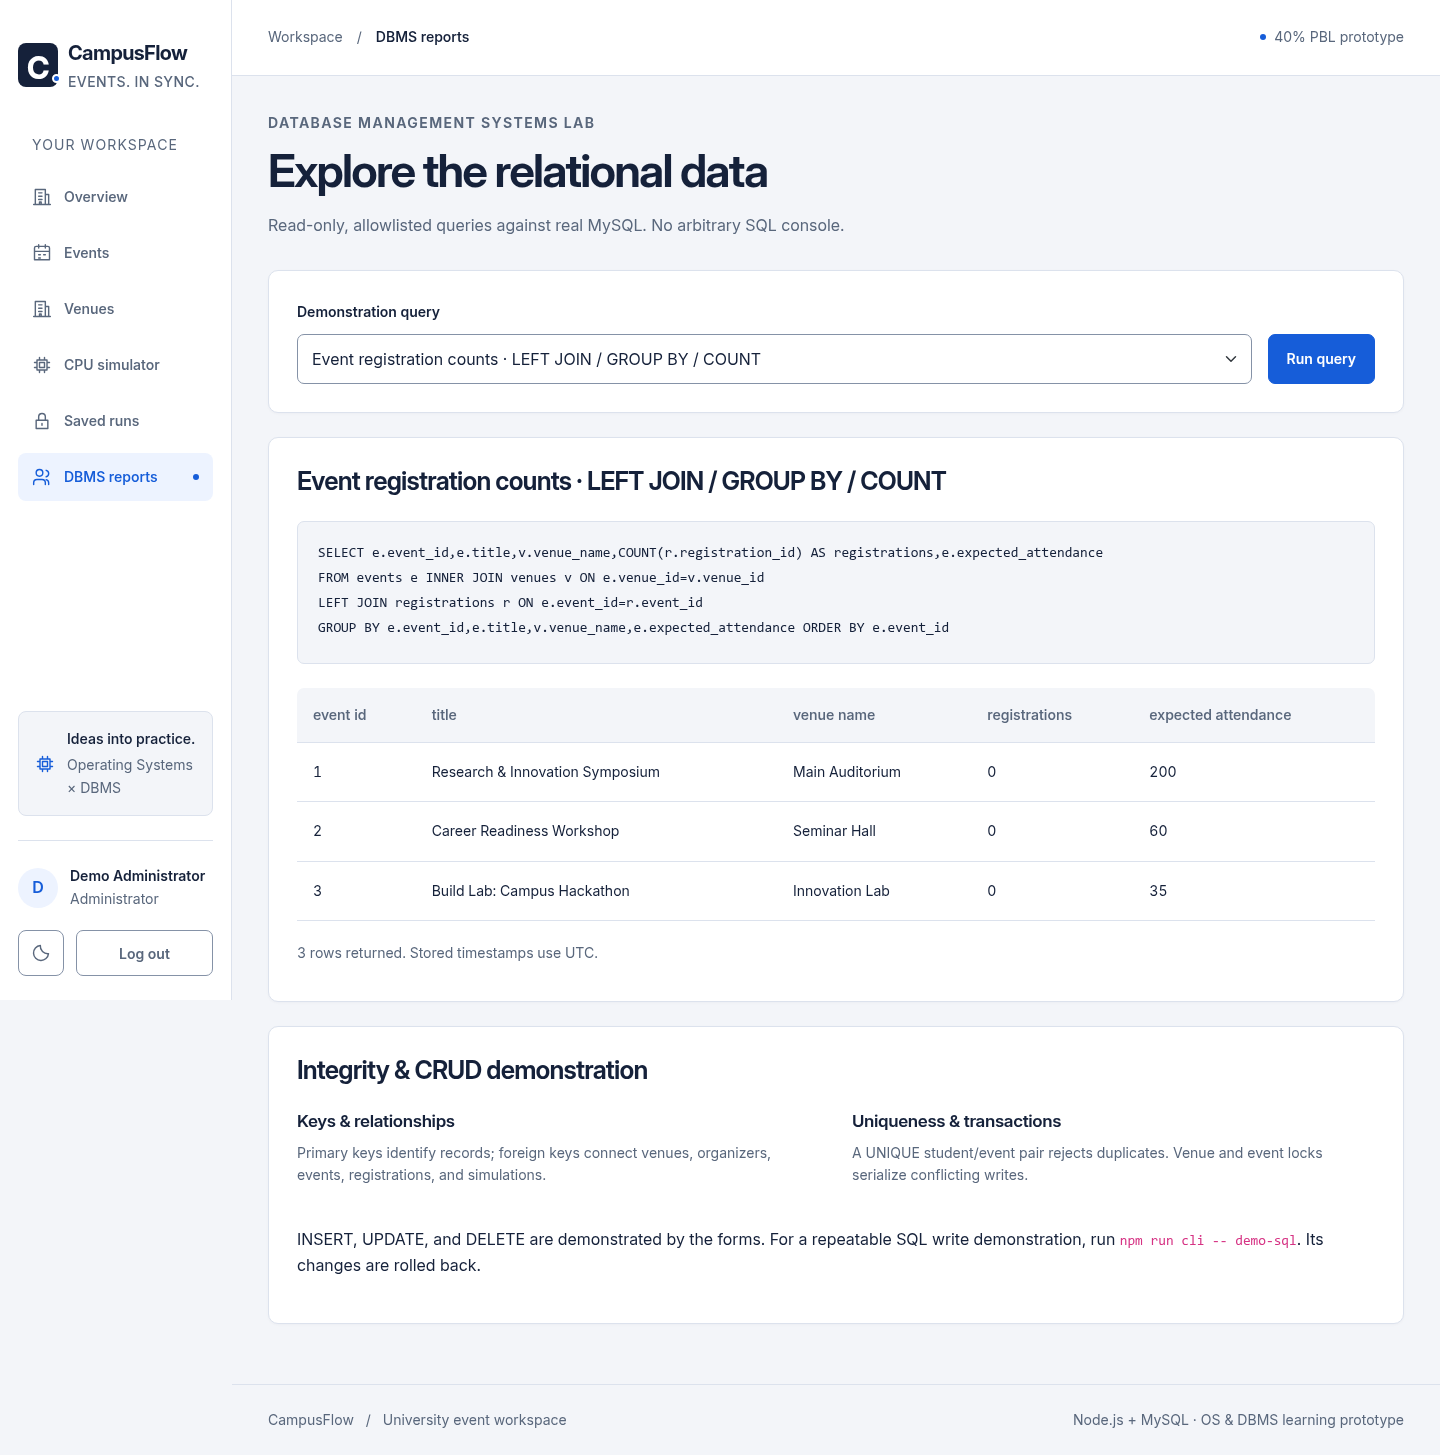 CampusFlow
EVENTS. IN SYNC.
YOUR WORKSPACE
Overview
Events
Venues
CPU simulator
Saved runs
DBMS reports
Ideas into practice.
Operating Systems
× DBMS
D
Demo Administrator
Administrator
Log out
Workspace / DBMS reports
40% PBL prototype
DATABASE MANAGEMENT SYSTEMS LAB
Explore the relational data
Read-only, allowlisted queries against real MySQL. No arbitrary SQL console.
Demonstration query
Event registration counts · LEFT JOIN / GROUP BY / COUNT
Run query
Event registration counts · LEFT JOIN / GROUP BY / COUNT
SELECT e.event_id,e.title,v.venue_name,COUNT(r.registration_id) AS registrations,e.expected_attendance
FROM events e INNER JOIN venues v ON e.venue_id=v.venue_id
LEFT JOIN registrations r ON e.event_id=r.event_id
GROUP BY e.event_id,e.title,v.venue_name,e.expected_attendance ORDER BY e.event_id
event id title venue name registrations expected attendance
1 Research & Innovation Symposium Main Auditorium 0 200
2 Career Readiness Workshop Seminar Hall 0 60
3 Build Lab: Campus Hackathon Innovation Lab 0 35
3 rows returned. Stored timestamps use UTC.
Integrity & CRUD demonstration
Keys & relationships
Primary keys identify records; foreign keys connect venues, organizers,
events, registrations, and simulations.
Uniqueness & transactions
A UNIQUE student/event pair rejects duplicates. Venue and event locks
serialize conflicting writes.
INSERT, UPDATE, and DELETE are demonstrated by the forms. For a repeatable SQL write demonstration, run npm run cli -- demo-sql. Its
changes are rolled back.
CampusFlow / University event workspace
Node.js + MySQL · OS & DBMS learning prototype